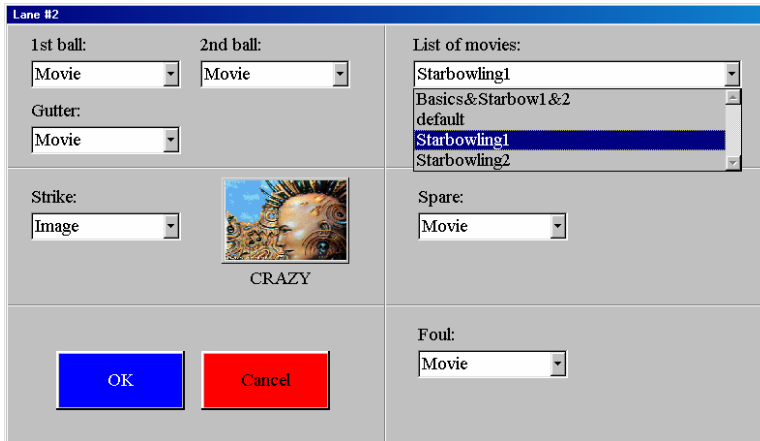 Lane #2
1st ball:
2nd ball:
List of movies:
Movie
Movie
Starbowling1
Basics&Starbow1&2
default
Starbowling1
Starbowling2
Gutter:
Movie
Strike:
Image
CRAZY
Spare:
Movie
Foul:
Movie
OK
Cancel